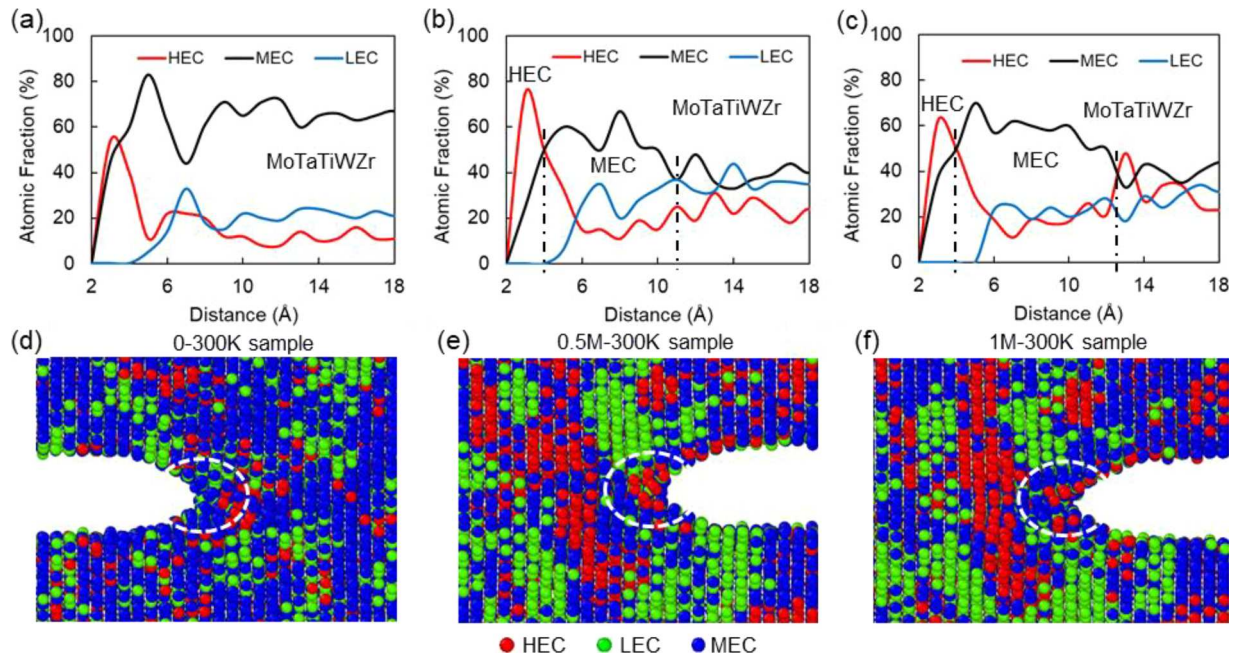 (a)
100
80
60
40
20
0
Atomic Fraction (%)
HEC MEC LEC
MoTaTiWZr
2 6 10 14 18
Distance (Å)
(b)
100
80
60
40
20
0
Atomic Fraction (%)
HEC MEC LEC
HEC
MoTaTiWZr
MEC
2 6 10 14 18
Distance (Å)
(c)
100
80
60
40
20
0
Atomic Fraction (%)
HEC MEC LEC
HEC
MoTaTiWZr
MEC
2 6 10 14 18
Distance (Å)
(d) 0-300K sample
(e) 0.5M-300K sample
(f) 1M-300K sample
HEC LEC MEC